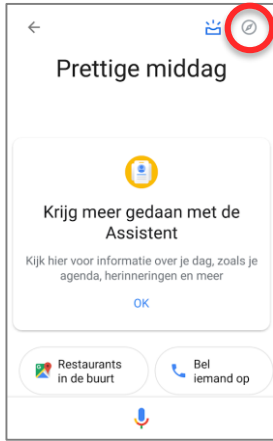 Prettige middag
Krijg meer gedaan met de
Assistent
Kijk hier voor informatie over je dag, zoals je
agenda, herinneringen en meer
OK
Restaurants
in de buurt
Bel
iemand op